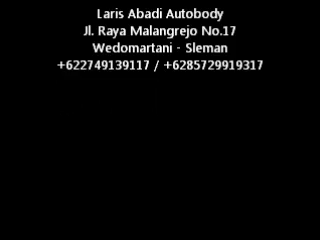 Laris Abadi Autobody
Jl. Raya Malangrejo No.17
Wedomartani - Sleman
+622749139117 / +6285729919317